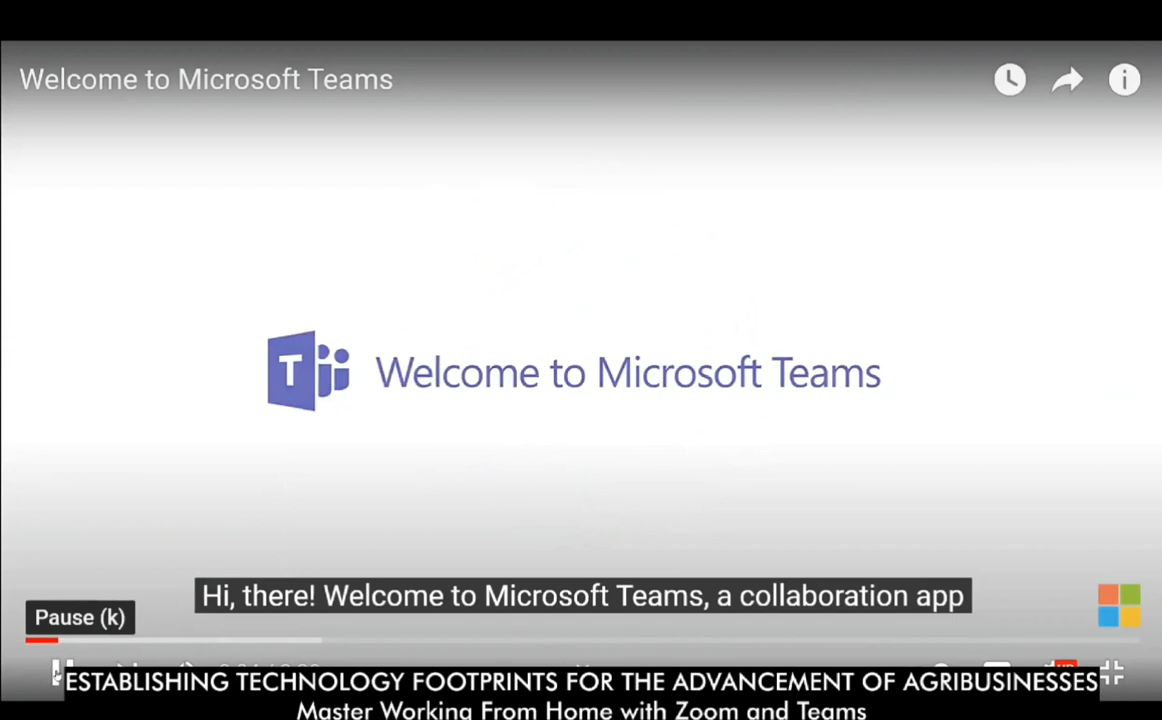 Welcome to Microsoft Teams
T Welcome to Microsoft Teams
Hi, there! Welcome to Microsoft Teams, a collaboration app
Pause (k)
HD
ESTABLISHING TECHNOLOGY FOOTPRINTS FOR THE ADVANCEMENT OF AGRIBUSINESSES
Master Working From Home with Zoom and Teams